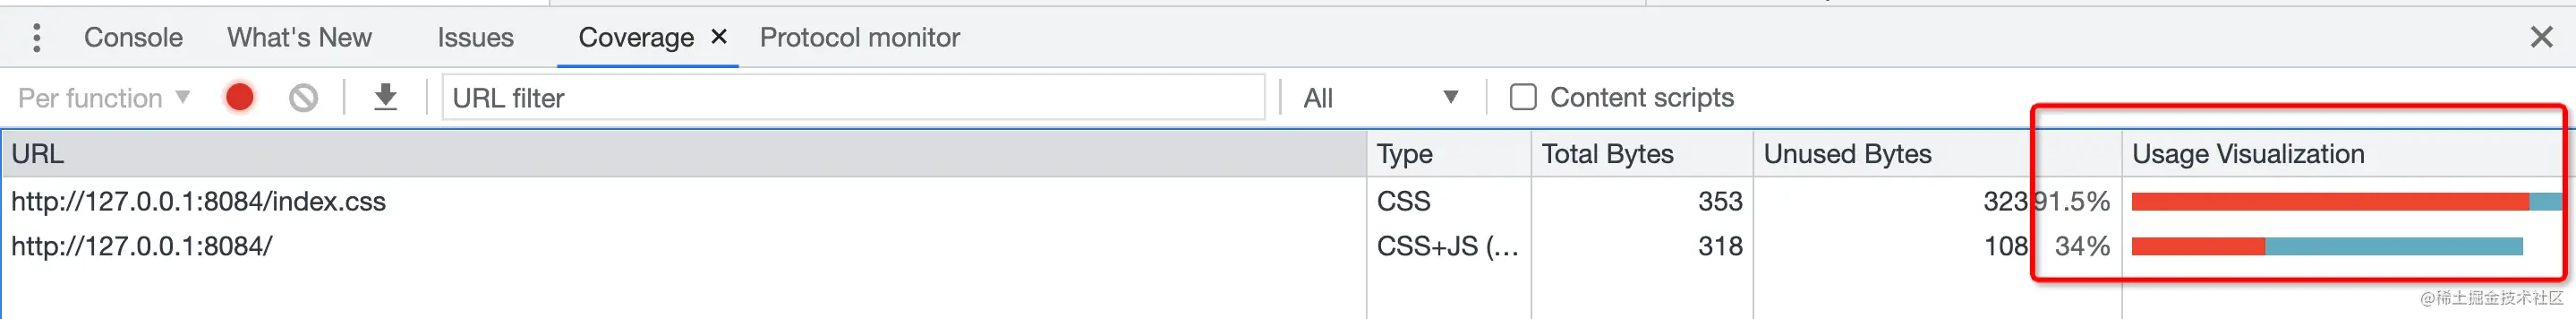 Console What's New Issues Coverage × Protocol monitor
Per function URL filter All Content scripts
URL Type Total Bytes Unused Bytes Usage Visualization
http://127.0.0.1:8084/index.css CSS 353 323 91.5%
http://127.0.0.1:8084/ CSS+JS (... 318 108 34%
@稀土掘金技术社区